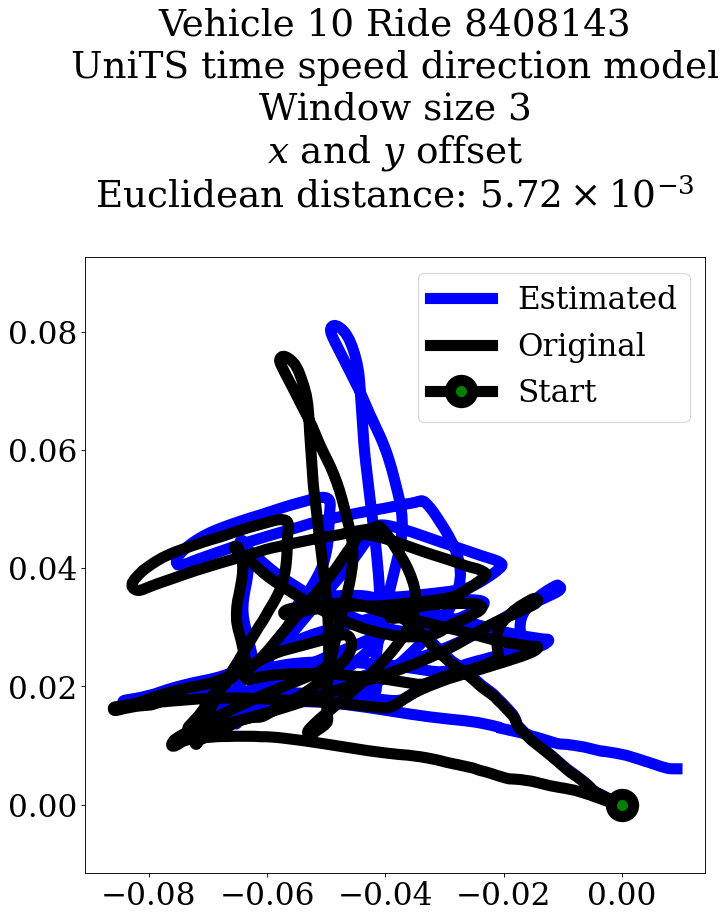 Vehicle 10 Ride 8408143
UniTS time speed direction model
Window size 3
x and y offset
Euclidean distance: 5.72 × 10⁻³
Estimated
Original
Start
0.08
0.06
0.04
0.02
0.00
−0.08 −0.06 −0.04 −0.02 0.00